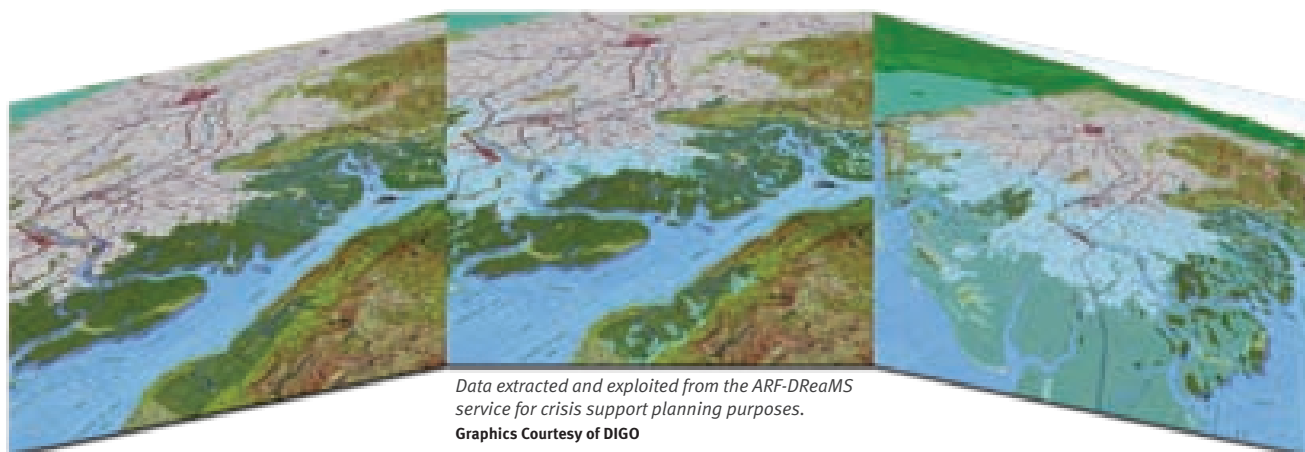 Data extracted and exploited from the ARF-DReaMS
service for crisis support planning purposes.
Graphics Courtesy of DIGO